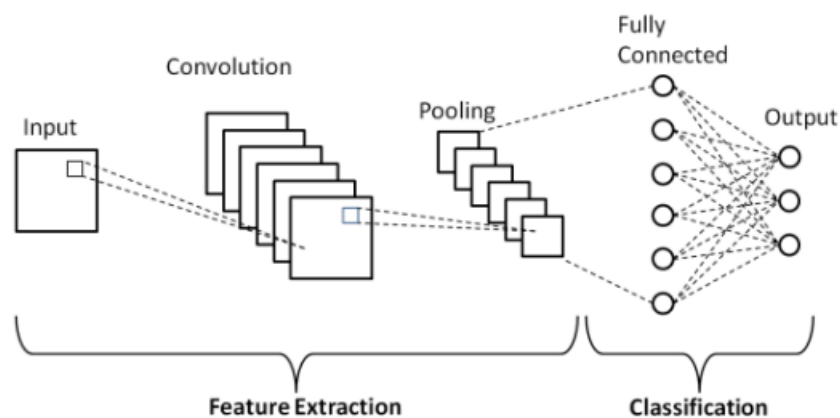 Input
Convolution
Pooling
Fully
Connected
Output
Feature Extraction
Classification